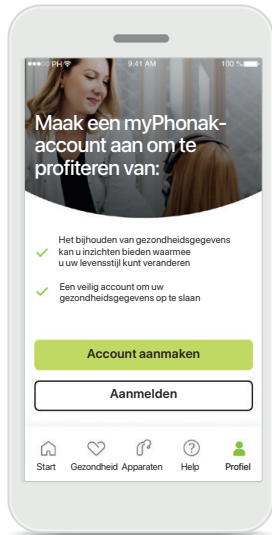 PH 9.41 AM 100 %
Maak een myPhonak-
account aan om te
profiteren van:
Het bijhouden van gezondheidsgegevens
kan u inzichten bieden waarmee
u uw levensstijl kunt veranderen
Een veilig account om uw
gezondheidsgegevens op te slaan
Account aanmaken
Aanmelden
Start Gezondheid Apparaten Help Profiel